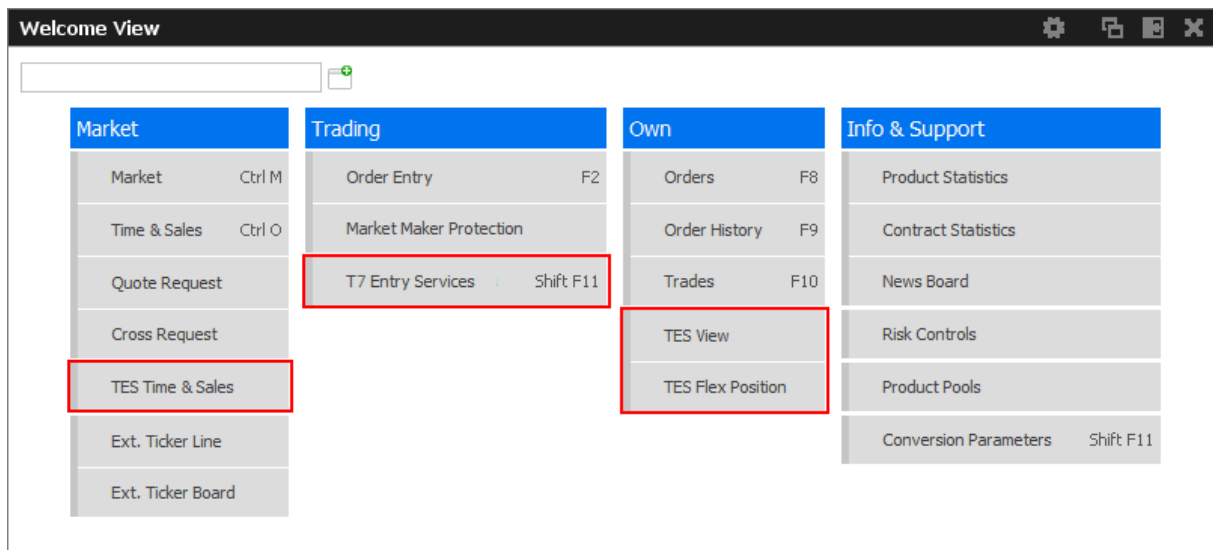 Welcome View
Market
Market Ctrl M
Time & Sales Ctrl O
Quote Request
Cross Request
TES Time & Sales
Ext. Ticker Line
Ext. Ticker Board
Trading
Order Entry F2
Market Maker Protection
T7 Entry Services Shift F11
Own
Orders F8
Order History F9
Trades F10
TES View
TES Flex Position
Info & Support
Product Statistics
Contract Statistics
News Board
Risk Controls
Product Pools
Conversion Parameters Shift F11